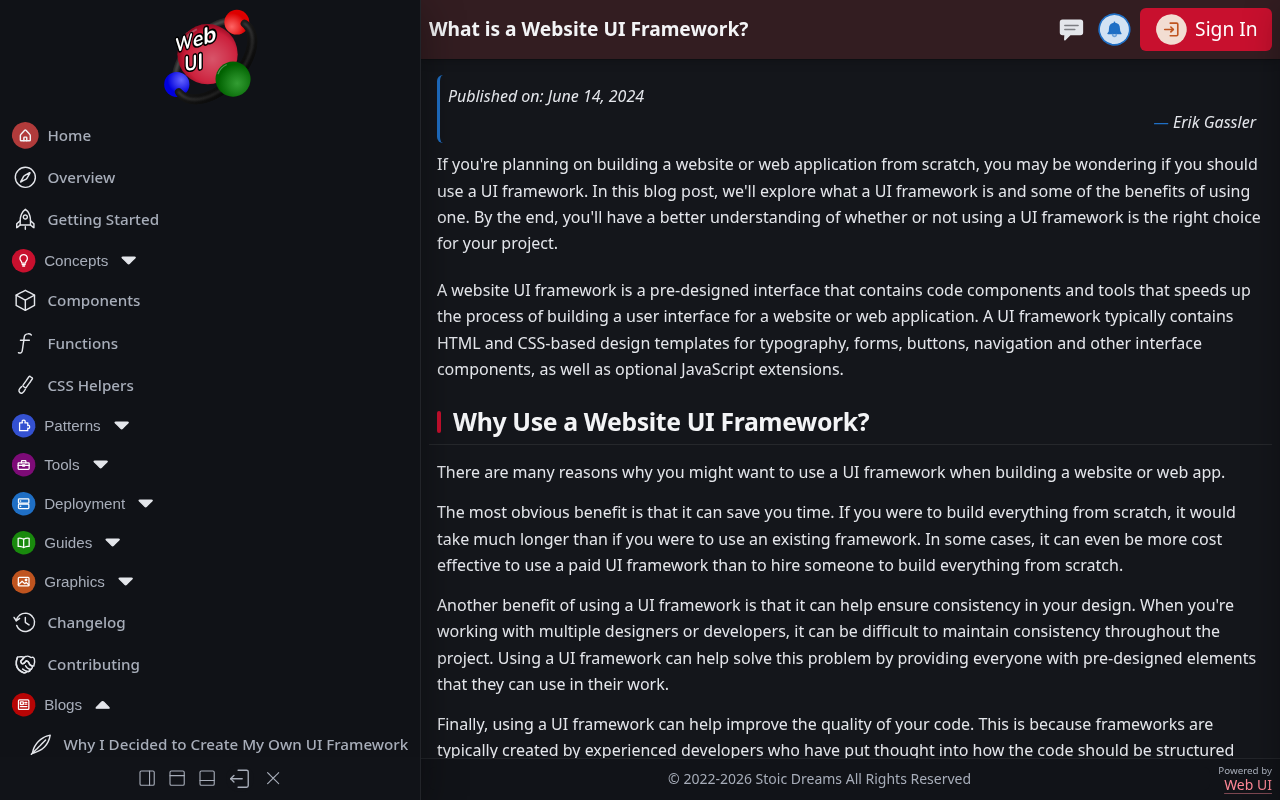 Web
UI
Home
Overview
Getting Started
Concepts
Components
Functions
CSS Helpers
Patterns
Tools
Deployment
Guides
Graphics
Changelog
Contributing
Blogs
Why I Decided to Create My Own UI Framework
What is a Website UI Framework?
Sign In
Published on: June 14, 2024
— Erik Gassler
If you're planning on building a website or web application from scratch, you may be wondering if you should
use a UI framework. In this blog post, we'll explore what a UI framework is and some of the benefits of using
one. By the end, you'll have a better understanding of whether or not using a UI framework is the right choice
for your project.
A website UI framework is a pre-designed interface that contains code components and tools that speeds up
the process of building a user interface for a website or web application. A UI framework typically contains
HTML and CSS-based design templates for typography, forms, buttons, navigation and other interface
components, as well as optional JavaScript extensions.
Why Use a Website UI Framework?
There are many reasons why you might want to use a UI framework when building a website or web app.
The most obvious benefit is that it can save you time. If you were to build everything from scratch, it would
take much longer than if you were to use an existing framework. In some cases, it can even be more cost
effective to use a paid UI framework than to hire someone to build everything from scratch.
Another benefit of using a UI framework is that it can help ensure consistency in your design. When you're
working with multiple designers or developers, it can be difficult to maintain consistency throughout the
project. Using a UI framework can help solve this problem by providing everyone with pre-designed elements
that they can use in their work.
Finally, using a UI framework can help improve the quality of your code. This is because frameworks are
typically created by experienced developers who have put thought into how the code should be structured
© 2022-2026 Stoic Dreams All Rights Reserved
Powered by
Web UI